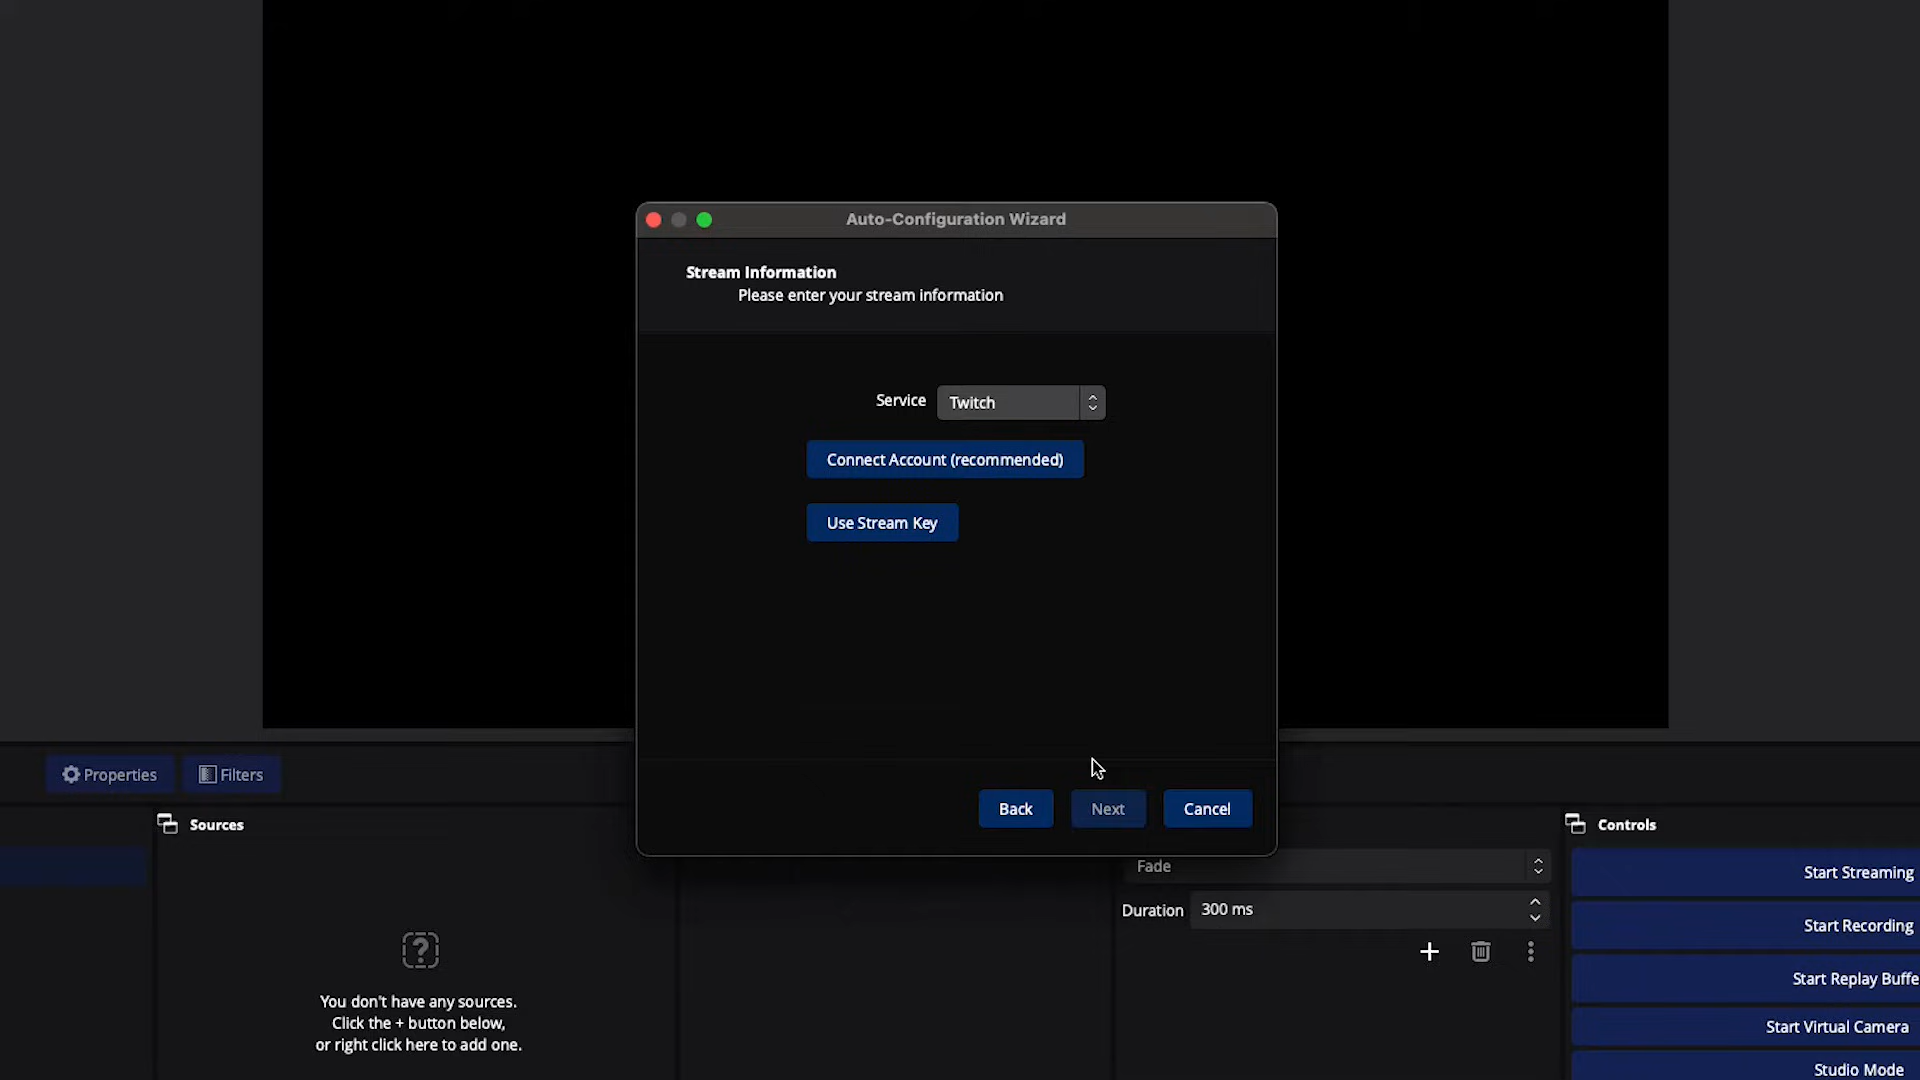 Auto-Configuration Wizard
Stream Information
Please enter your stream information
Service Twitch
Connect Account (recommended)
Use Stream Key
Back Next Cancel
Properties Filters
Sources
You don't have any sources.
Click the + button below,
or right click here to add one.
Fade
Duration 300 ms
Controls
Start Streaming
Start Recording
Start Replay Buffe
Start Virtual Camera
Studio Mode